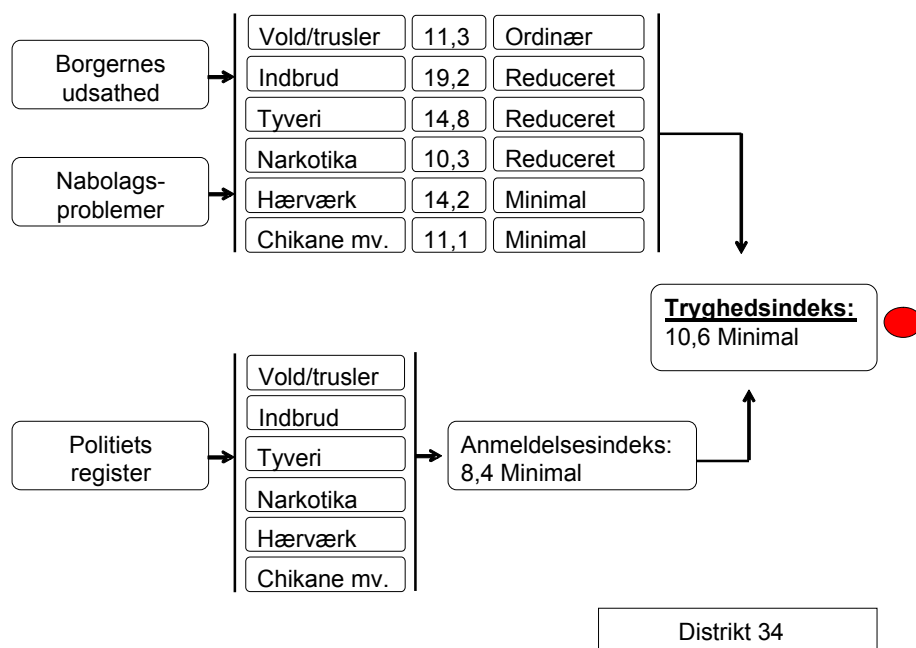 Borgernes
udsathed
Nabolags-
problemer
Vold/trusler 11,3 Ordinær
Indbrud 19,2 Reduceret
Tyveri 14,8 Reduceret
Narkotika 10,3 Reduceret
Hærværk 14,2 Minimal
Chikane mv. 11,1 Minimal
Tryghedsindeks:
10,6 Minimal
Politiets
register
Vold/trusler
Indbrud
Tyveri
Narkotika
Hærværk
Chikane mv.
Anmeldelsesindeks:
8,4 Minimal
Distrikt 34